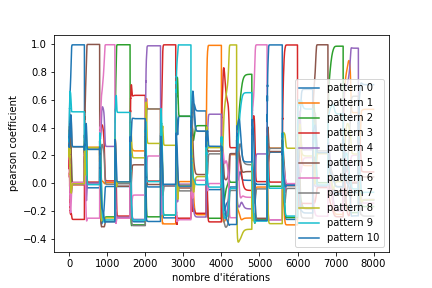 1.0
0.8
0.6
0.4
0.2
0.0
−0.2
−0.4
pearson coefficient
pattern 0
pattern 1
pattern 2
pattern 3
pattern 4
pattern 5
pattern 6
pattern 7
pattern 8
pattern 9
pattern 10
0 1000 2000 3000 4000 5000 6000 7000 8000
nombre d'itérations